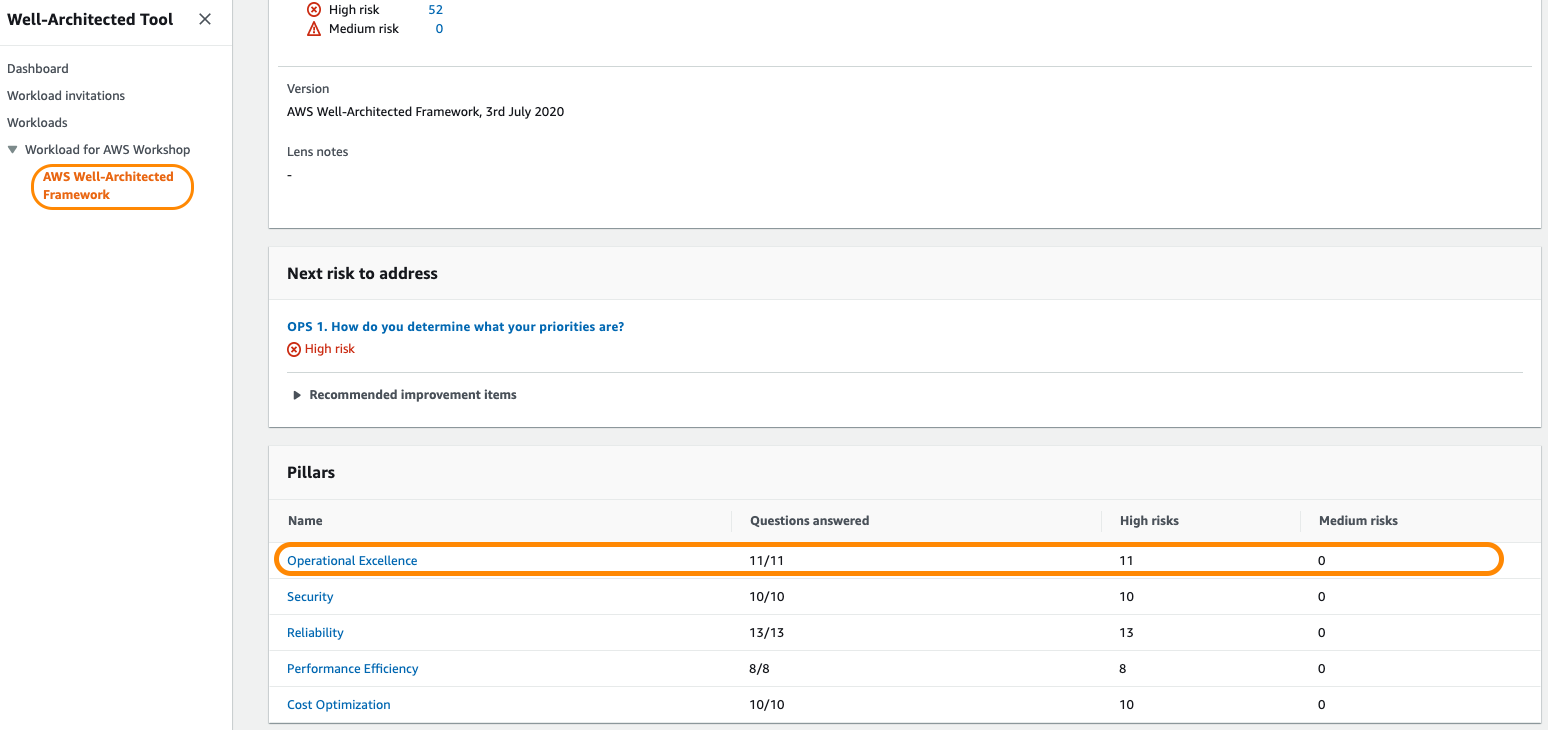 Well-Architected Tool
Dashboard
Workload invitations
Workloads
Workload for AWS Workshop
AWS Well-Architected
Framework
High risk 52
Medium risk 0
Version
AWS Well-Architected Framework, 3rd July 2020
Lens notes
-
Next risk to address
OPS 1. How do you determine what your priorities are?
High risk
Recommended improvement items
Pillars
Name Questions answered High risks Medium risks
Operational Excellence 11/11 11 0
Security 10/10 10 0
Reliability 13/13 13 0
Performance Efficiency 8/8 8 0
Cost Optimization 10/10 10 0